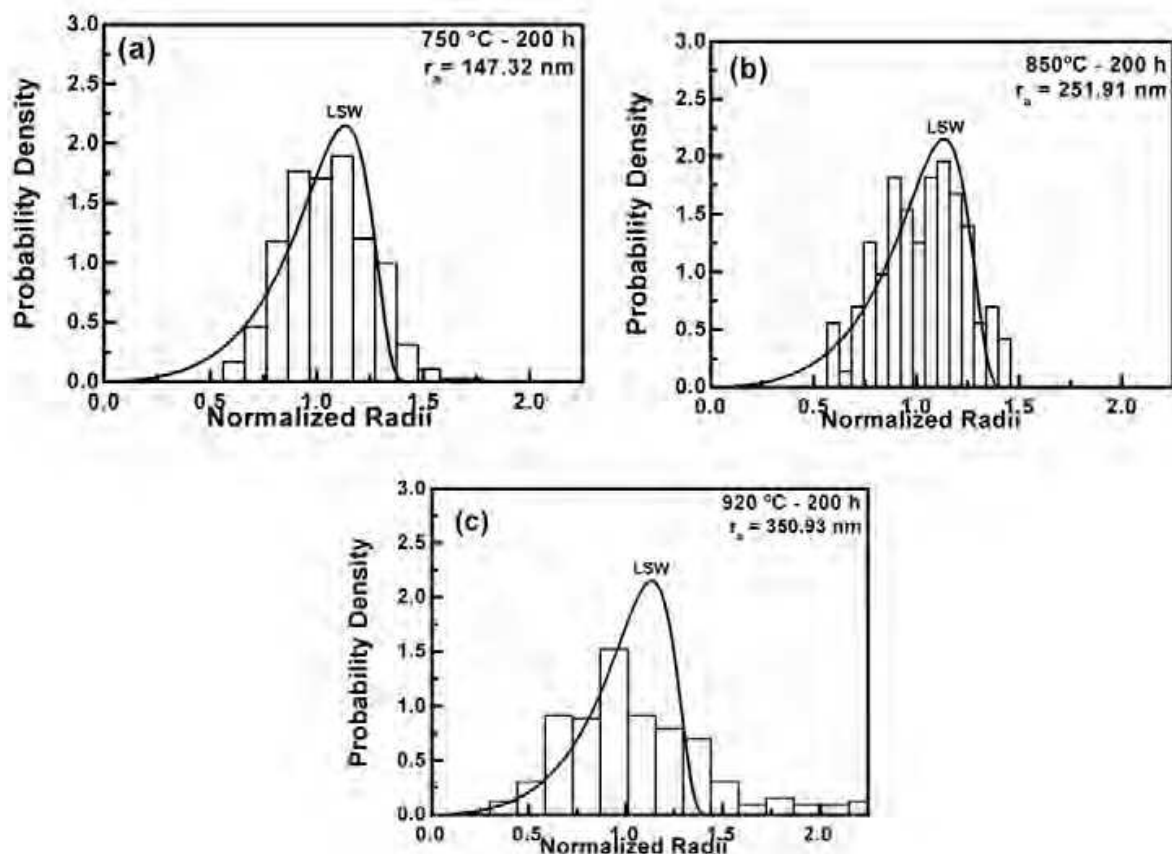 (a)
750 °C - 200 h
rₐ = 147.32 nm
LSW
Probability Density
3.0
2.5
2.0
1.5
1.0
0.5
0.0
0.0 0.5 1.0 1.5 2.0
Normalized Radii
(b)
850°C - 200 h
rₐ = 251.91 nm
LSW
Probability Density
3.0
2.5
2.0
1.5
1.0
0.5
0.0
0.0 0.5 1.0 1.5 2.0
Normalized Radii
(c)
920 °C - 200 h
rₐ = 350.93 nm
LSW
Probability Density
3.0
2.5
2.0
1.5
1.0
0.5
0.0
0.0 0.5 1.0 1.5 2.0
Normalized Radii